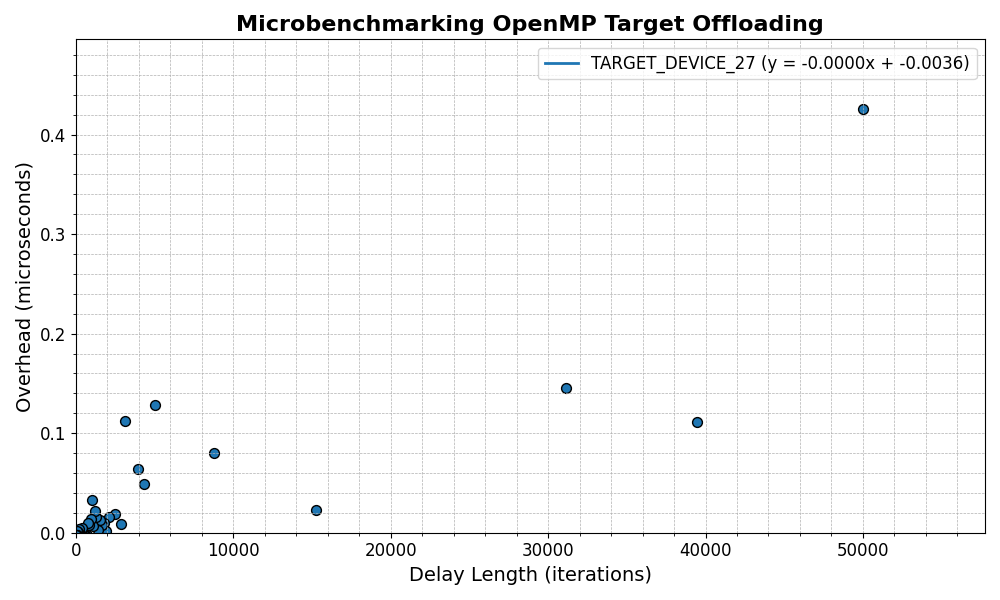 Microbenchmarking OpenMP Target Offloading
TARGET_DEVICE_27 (y = -0.0000x + -0.0036)
Overhead (microseconds)
0.4
0.3
0.2
0.1
0.0
0 10000 20000 30000 40000 50000
Delay Length (iterations)